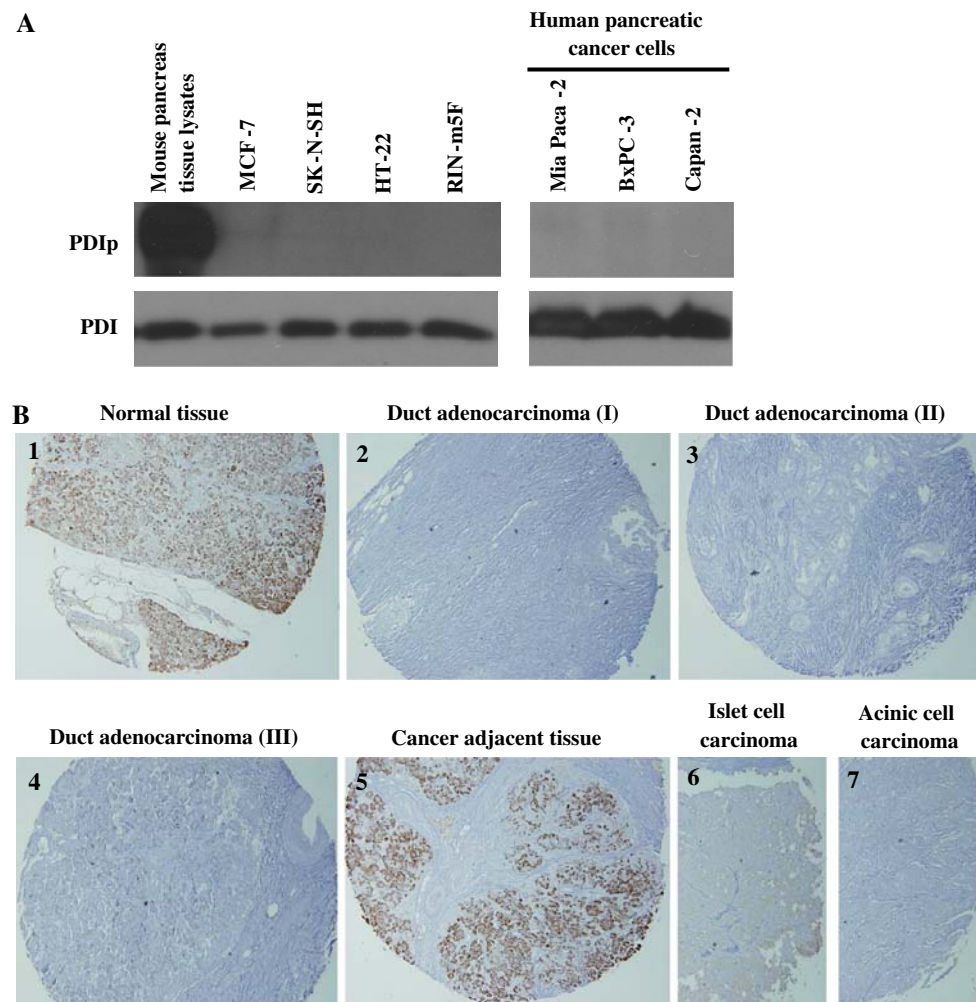 A
Human pancreatic
cancer cells
Mouse pancreas
tissue lysates
MCF -7
SK-N-SH
HT-22
RIN-m5F
Mia Paca -2
BxPC -3
Capan -2
PDIp
PDI
B
Normal tissue
Duct adenocarcinoma (I)
Duct adenocarcinoma (II)
1
2
3
Duct adenocarcinoma (III)
Cancer adjacent tissue
Islet cell
carcinoma
Acinic cell
carcinoma
4
5
6
7